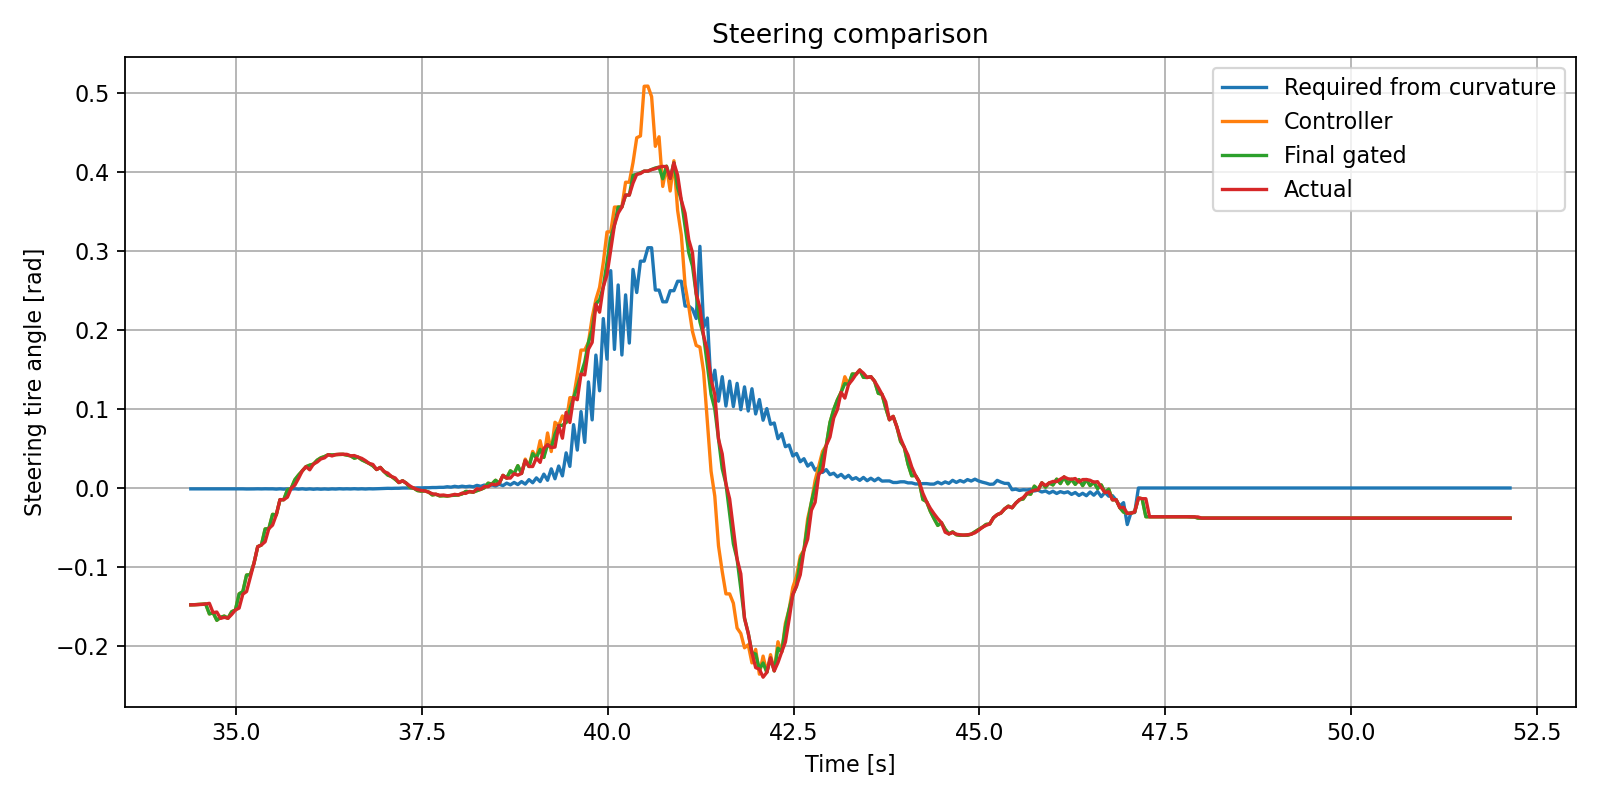 Steering comparison
Required from curvature
Controller
Final gated
Actual
Steering tire angle [rad]
0.5
0.4
0.3
0.2
0.1
0.0
−0.1
−0.2
35.0 37.5 40.0 42.5 45.0 47.5 50.0 52.5
Time [s]